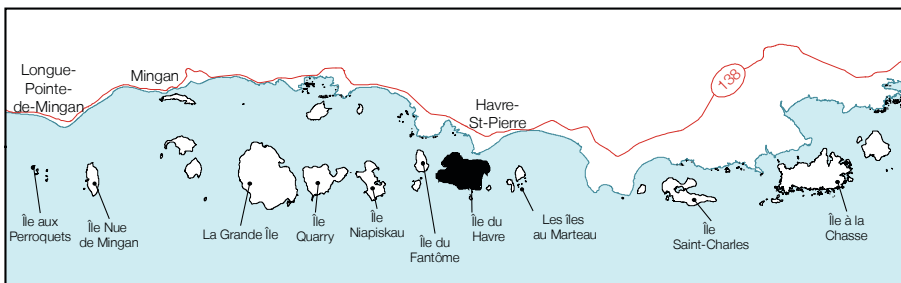 Longue-
Pointe-
de-Mingan
Mingan
Havre-
St-Pierre
138
Île aux
Perroquets
Île Nue
de Mingan
La Grande Île
Île
Quarry
Île
Niapiskau
Île du
Fantôme
Île du
Havre
Les îles
au Marteau
Île
Saint-Charles
Île à la
Chasse